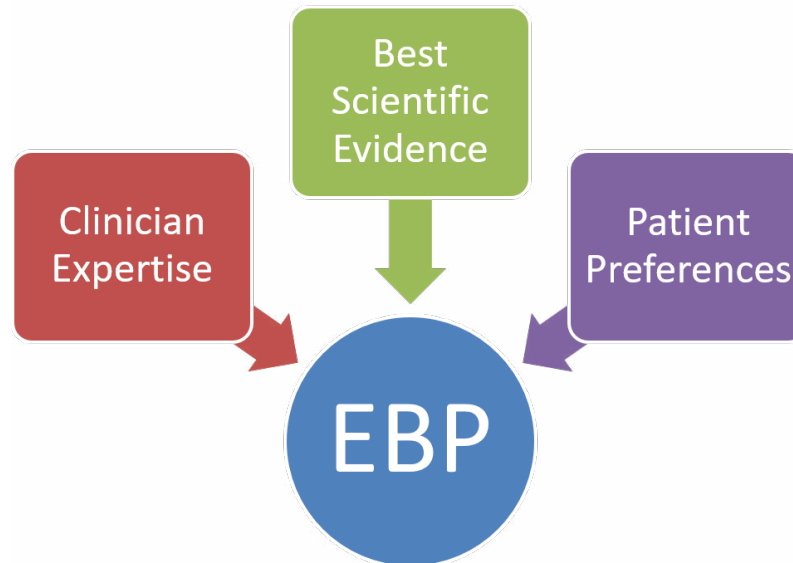 Best
Scientific
Evidence
Clinician
Expertise
Patient
Preferences
EBP